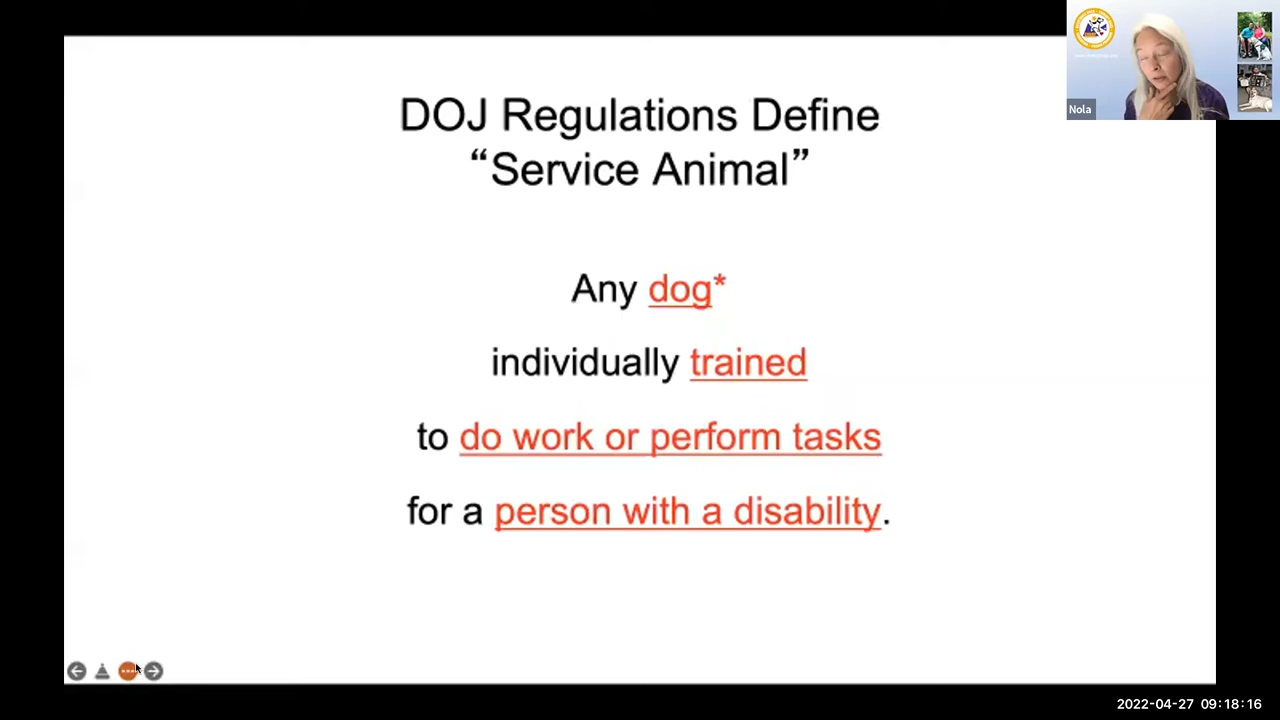 DOJ Regulations Define
“Service Animal”
Any dog*
individually trained
to do work or perform tasks
for a person with a disability.
Nola
2022-04-27 09:18:16